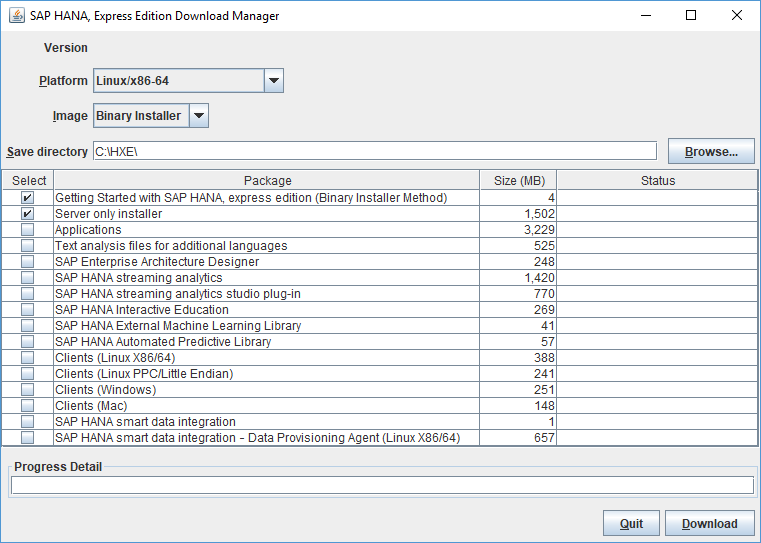 SAP HANA, Express Edition Download Manager
Version
Platform Linux/x86-64
Image Binary Installer
Save directory C:\HXE\ Browse...
Select Package Size (MB) Status
Getting Started with SAP HANA, express edition (Binary Installer Method) 4
Server only installer 1,502
Applications 3,229
Text analysis files for additional languages 525
SAP Enterprise Architecture Designer 248
SAP HANA streaming analytics 1,420
SAP HANA streaming analytics studio plug-in 770
SAP HANA Interactive Education 269
SAP HANA External Machine Learning Library 41
SAP HANA Automated Predictive Library 57
Clients (Linux X86/64) 388
Clients (Linux PPC/Little Endian) 241
Clients (Windows) 251
Clients (Mac) 148
SAP HANA smart data integration 1
SAP HANA smart data integration - Data Provisioning Agent (Linux X86/64) 657
Progress Detail
Quit Download